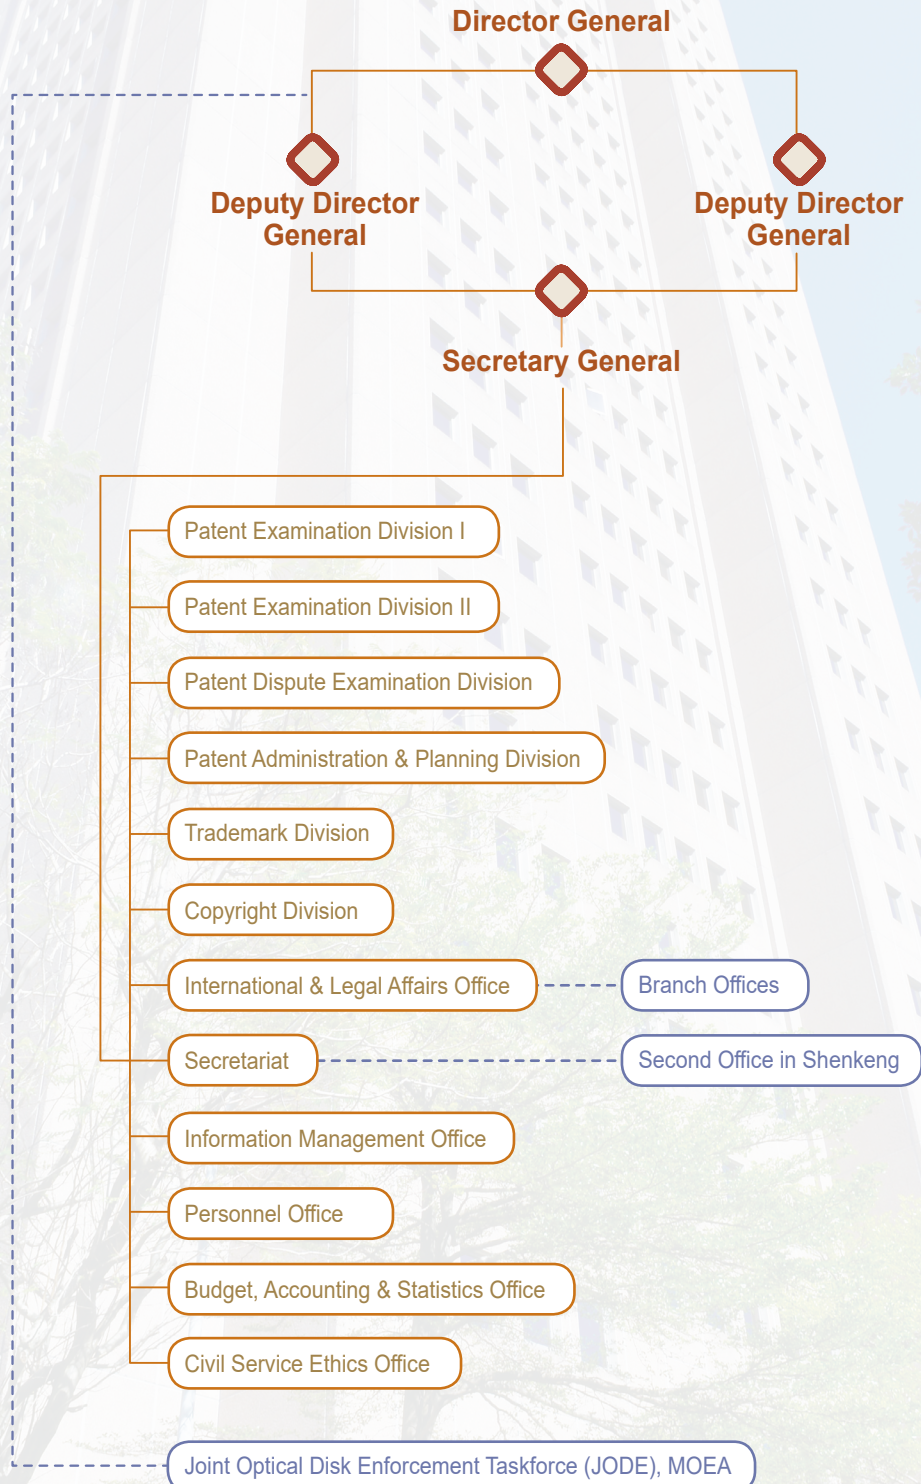 Director General
Deputy Director
General
Deputy Director
General
Secretary General
Patent Examination Division I
Patent Examination Division II
Patent Dispute Examination Division
Patent Administration & Planning Division
Trademark Division
Copyright Division
International & Legal Affairs Office
Branch Offices
Secretariat
Second Office in Shenkeng
Information Management Office
Personnel Office
Budget, Accounting & Statistics Office
Civil Service Ethics Office
Joint Optical Disk Enforcement Taskforce (JODE), MOEA